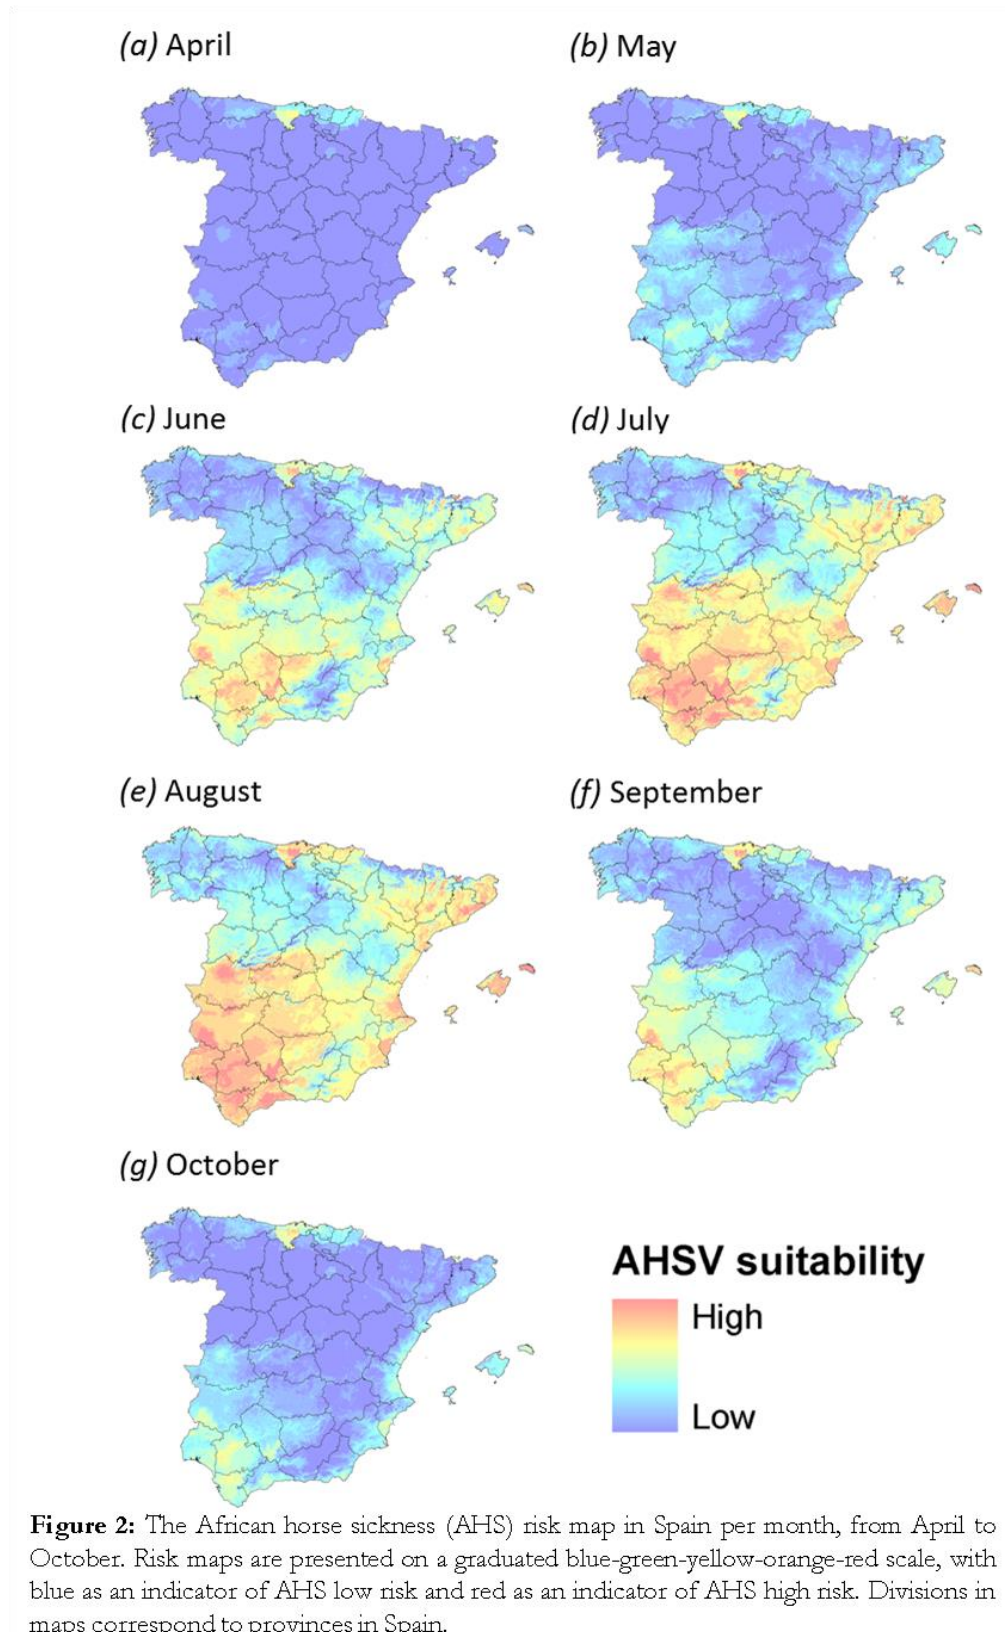 (a) April
(b) May
(c) June
(d) July
(e) August
(f) September
(g) October
AHSV suitability
High
Low
Figure 2: The African horse sickness (AHS) risk map in Spain per month, from April to
October. Risk maps are presented on a graduated blue-green-yellow-orange-red scale, with
blue as an indicator of AHS low risk and red as an indicator of AHS high risk. Divisions in
maps correspond to provinces in Spain.